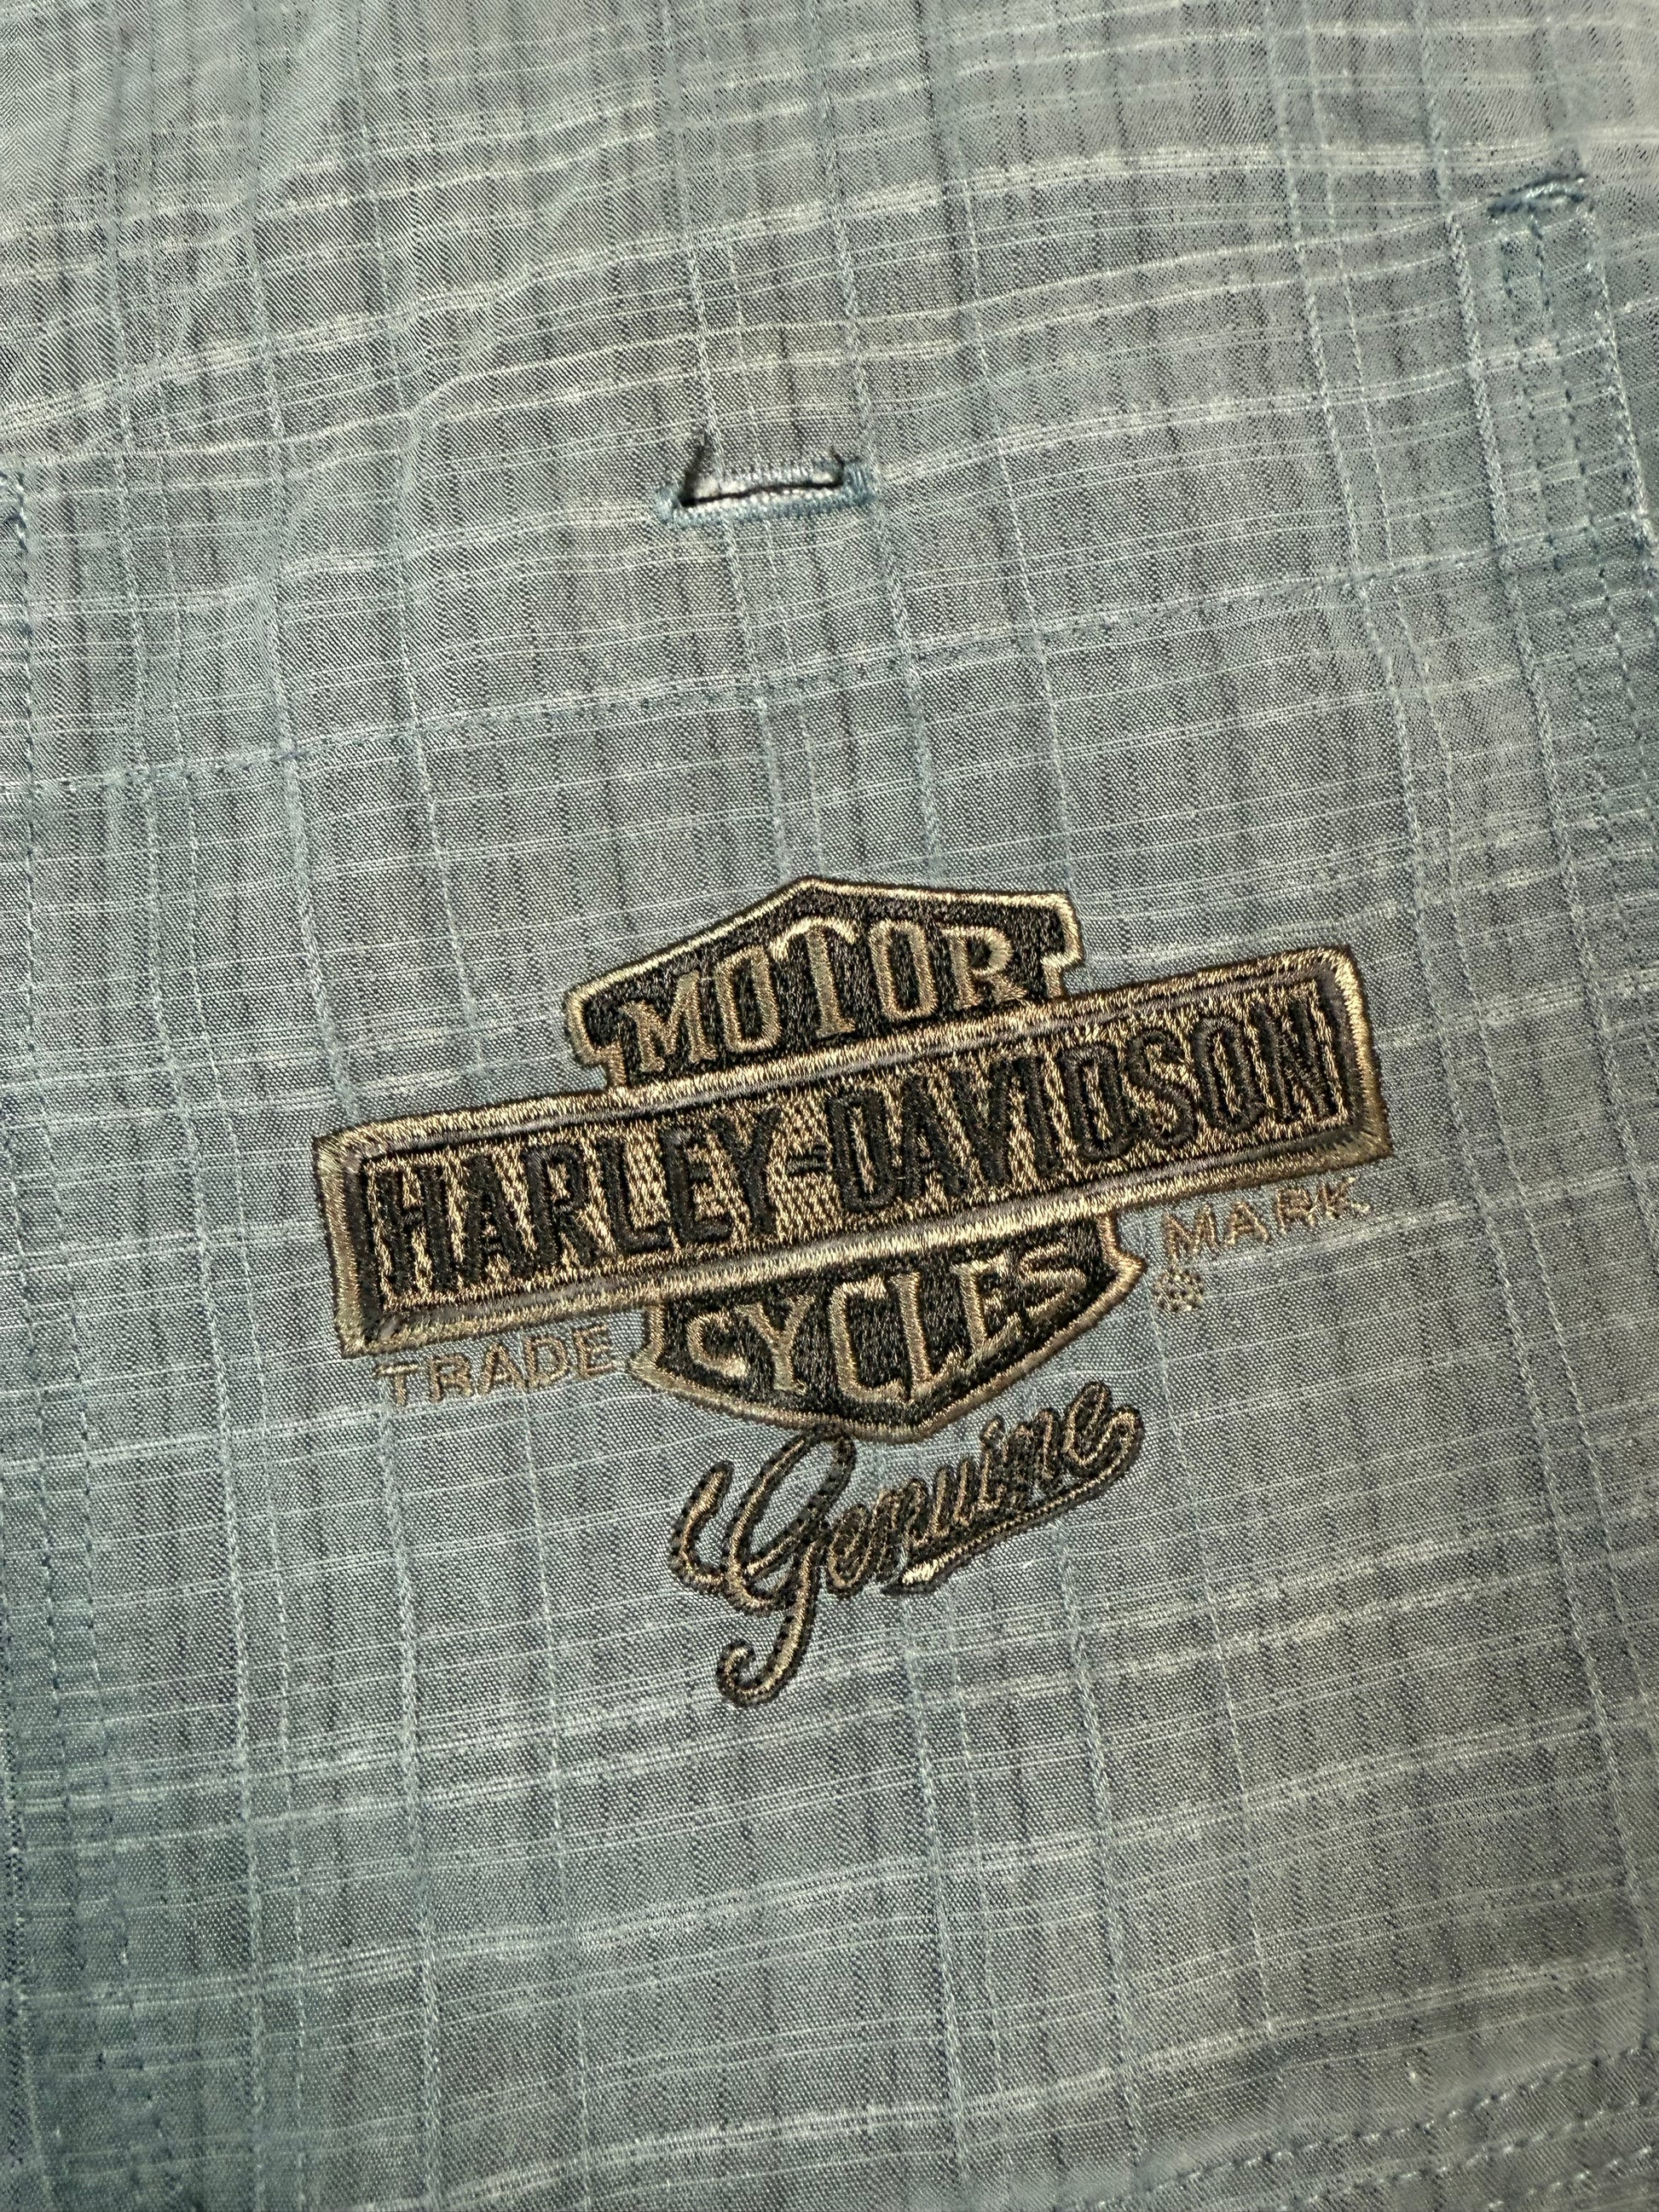 MOTOR
HARLEY-DAVIDSON
CYCLES
TRADE MARK
®
Genuine